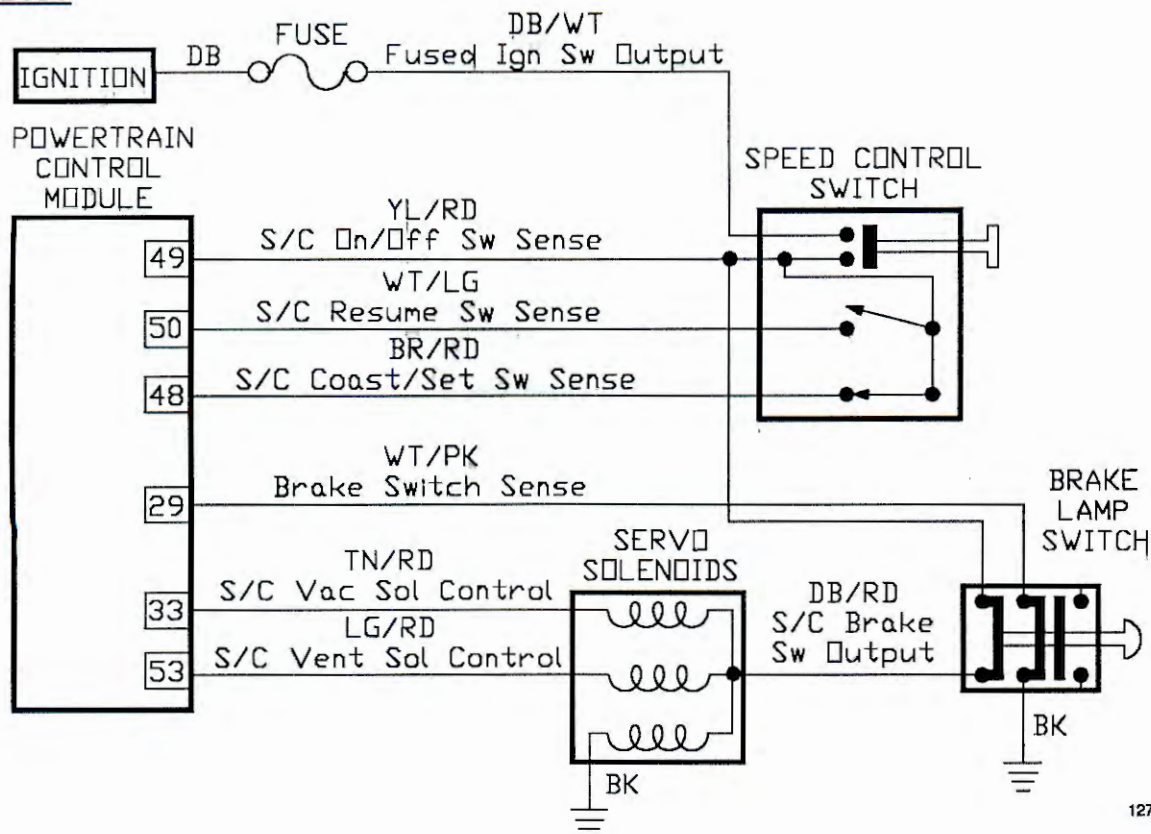 DB/WT
FUSE
DB
Fused Ign Sw Output
IGNITION
POWERTRAIN
CONTROL
MODULE
SPEED CONTROL
SWITCH
YL/RD
49
S/C On/Off Sw Sense
WT/LG
50
S/C Resume Sw Sense
BR/RD
48
S/C Coast/Set Sw Sense
WT/PK
29
Brake Switch Sense
BRAKE
LAMP
SWITCH
SERVO
SOLENOIDS
TN/RD
33
S/C Vac Sol Control
LG/RD
53
S/C Vent Sol Control
DB/RD
S/C Brake
Sw Output
BK
BK
127